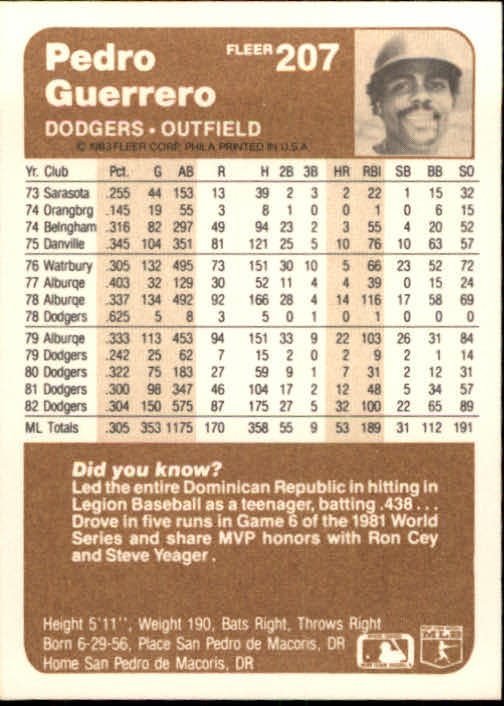 Pedro
Guerrero
FLEER 207
DODGERS • OUTFIELD
© 1983 FLEER CORP. PHILA. PRINTED IN U.S.A.
Yr. Club Pct. G AB R H 2B 3B HR RBI SB BB SO
73 Sarasota .255 44 153 13 39 2 3 2 22 1 15 32
74 Orangbrg .145 19 55 3 8 1 0 0 1 0 6 15
74 Belngham .316 82 297 49 94 23 2 3 55 4 20 52
75 Danville .345 104 351 81 121 25 5 10 76 10 63 57
76 Watrbury .305 132 495 73 151 30 10 5 66 23 52 72
77 Alburqe .403 32 129 30 52 11 4 4 39 0 15 24
78 Alburqe .337 134 492 92 166 28 4 14 116 17 58 69
78 Dodgers .625 5 8 3 5 0 1 0 1 0 0 0
79 Alburqe .333 113 453 94 151 33 9 22 103 26 31 84
79 Dodgers .242 25 62 7 15 2 0 2 9 2 1 14
80 Dodgers .322 75 183 27 59 9 1 7 31 2 12 31
81 Dodgers .300 98 347 46 104 17 2 12 48 5 34 57
82 Dodgers .304 150 575 87 175 27 5 32 100 22 65 89
ML Totals .305 353 1175 170 358 55 9 53 189 31 112 191
Did you know?
Led the entire Dominican Republic in hitting in
Legion Baseball as a teenager, batting .438 . . .
Drove in five runs in Game 6 of the 1981 World
Series and share MVP honors with Ron Cey
and Steve Yeager.
Height 5'11'', Weight 190, Bats Right, Throws Right
Born 6-29-56, Place San Pedro de Macoris, DR
Home San Pedro de Macoris, DR